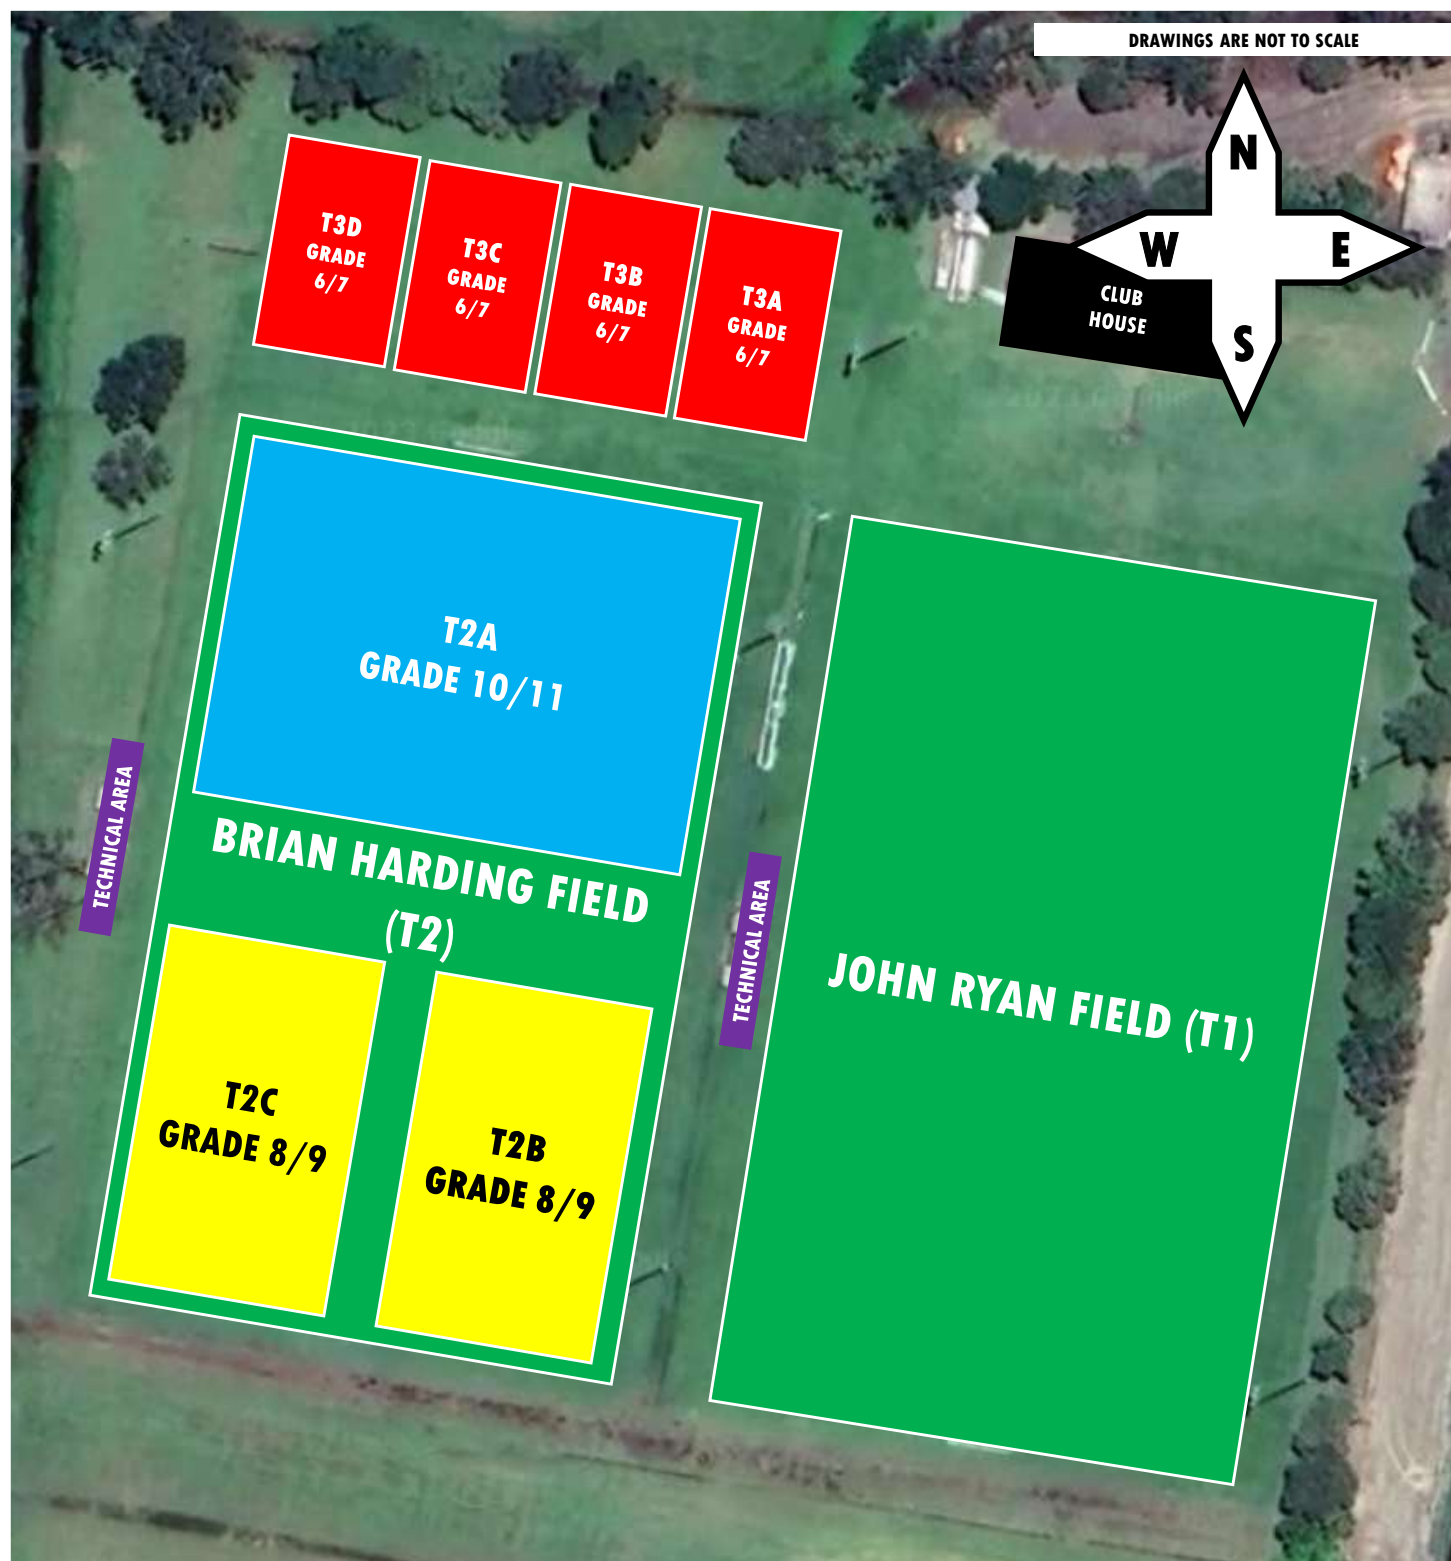 DRAWINGS ARE NOT TO SCALE
N
W
E
S
CLUB
HOUSE
T3D
GRADE
6/7
T3C
GRADE
6/7
T3B
GRADE
6/7
T3A
GRADE
6/7
T2A
GRADE 10/11
TECHNICAL AREA
BRIAN HARDING FIELD
(T2)
TECHNICAL AREA
JOHN RYAN FIELD (T1)
T2C
GRADE 8/9
T2B
GRADE 8/9